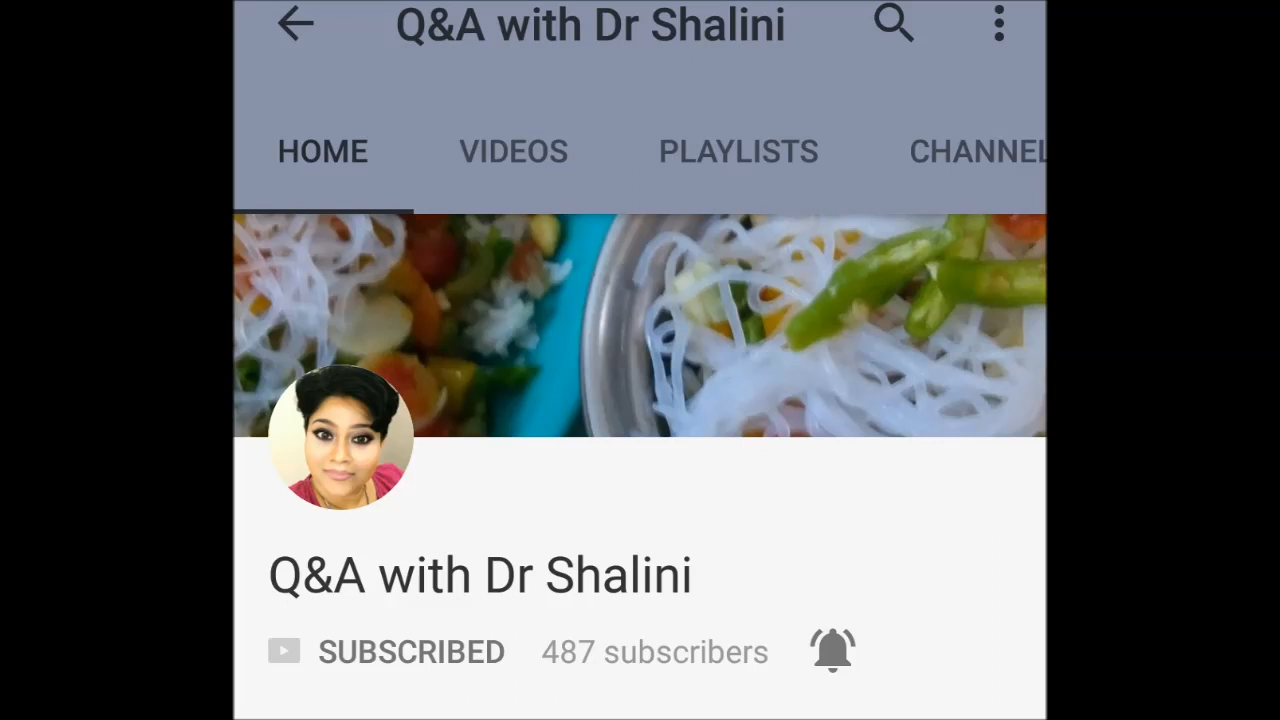 Q&A with Dr Shalini
HOME VIDEOS PLAYLISTS CHANNEL
Q&A with Dr Shalini
SUBSCRIBED 487 subscribers